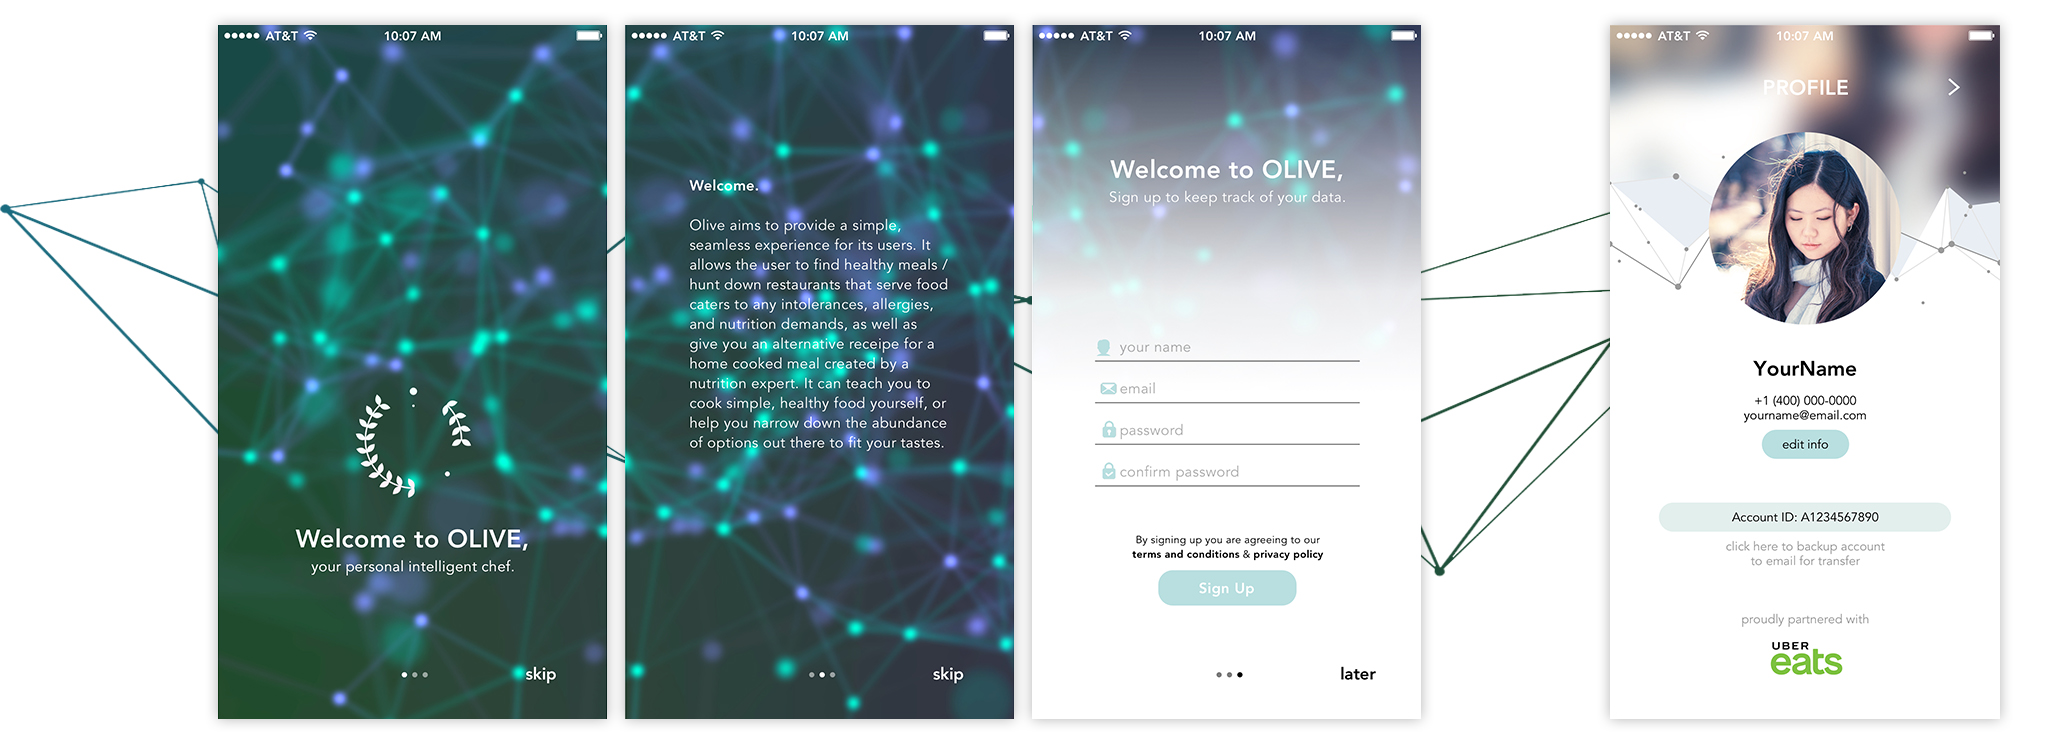 AT&T 10:07 AM
Welcome to OLIVE,
your personal intelligent chef.
skip
AT&T 10:07 AM
Welcome.
Olive aims to provide a simple,
seamless experience for its users. It
allows the user to find healthy meals /
hunt down restaurants that serve food
caters to any intolerances, allergies,
and nutrition demands, as well as
give you an alternative receipe for a
home cooked meal created by a
nutrition expert. It can teach you to
cook simple, healthy food yourself, or
help you narrow down the abundance
of options out there to fit your tastes.
skip
AT&T 10:07 AM
Welcome to OLIVE,
Sign up to keep track of your data.
your name
email
password
confirm password
By signing up you are agreeing to our
terms and conditions & privacy policy
Sign Up
later
AT&T 10:07 AM
PROFILE
YourName
+1 (400) 000-0000
yourname@email.com
edit info
Account ID: A1234567890
click here to backup account
to email for transfer
proudly partnered with
UBER
eats